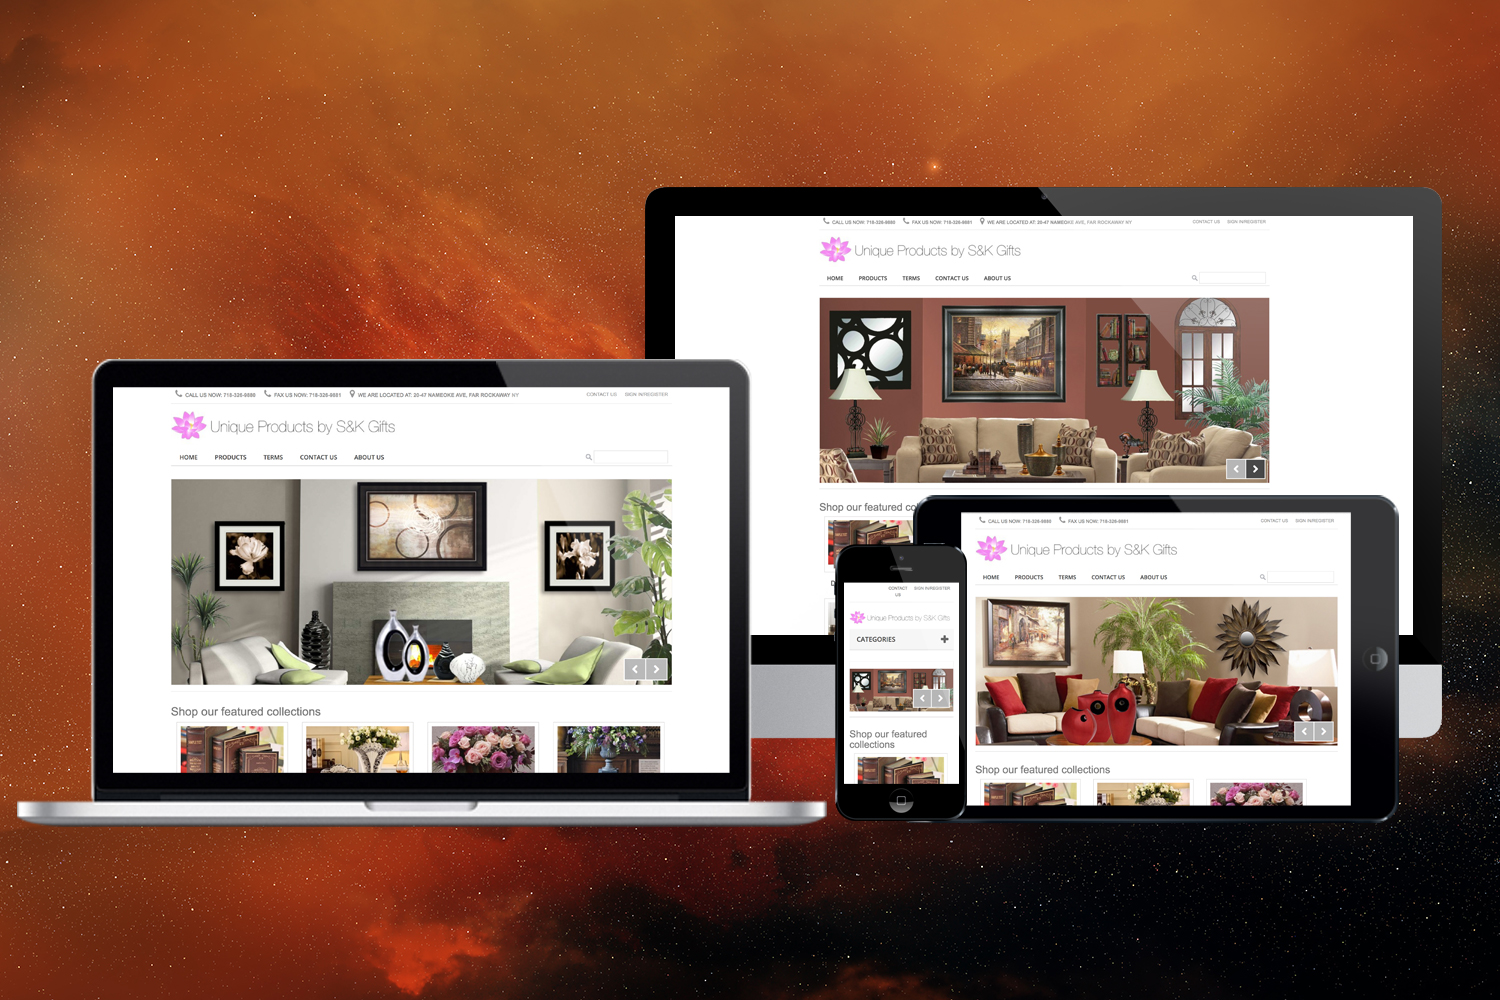 CALL US NOW: 718-326-9880 FAX US NOW: 718-326-9881 WE ARE LOCATED AT: 20-47 NAMEOKE AVE, FAR ROCKAWAY NY CONTACT US SIGN IN/REGISTER
Unique Products by S&K Gifts
HOME PRODUCTS TERMS CONTACT US ABOUT US
Shop our featured co
CALL US NOW: 718-326-9880 FAX US NOW: 718-326-9881 WE ARE LOCATED AT: 20-47 NAMEOKE AVE, FAR ROCKAWAY NY CONTACT US SIGN IN/REGISTER
Unique Products by S&K Gifts
HOME PRODUCTS TERMS CONTACT US ABOUT US
Shop our featured collections
CONTACT US SIGN IN/REGISTER
Unique Products by S&K Gifts
CATEGORIES
Shop our featured
collections
CALL US NOW: 718-326-9880 FAX US NOW: 718-326-9881 CONTACT US SIGN IN/REGISTER
Unique Products by S&K Gifts
HOME PRODUCTS TERMS CONTACT US ABOUT US
Shop our featured collections